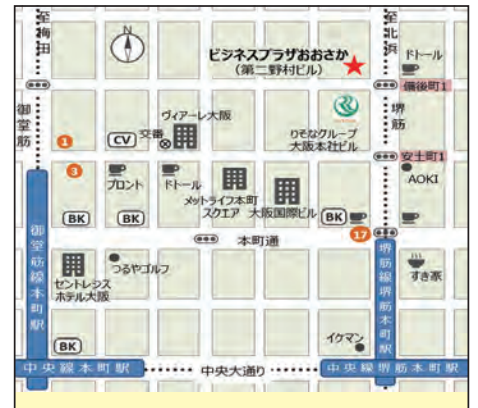 至梅田
至北浜
ビジネスプラザおおさか
(第二野村ビル)
ドトール
備後町1
御堂筋
ヴィアーレ大阪
堺筋
1
CV
交番
りそなグループ
大阪本社ビル
安土町1
3
プロント
ドトール
メットライフ本町
スクエア
大阪国際ビル
AOKI
BK
BK
BK
17
本町通
御堂筋線本町駅
堺筋線堺筋本町駅
つるやゴルフ
セントレジス
ホテル大阪
すき家
イケマン
BK
中央線本町駅
中央大通り
中央線堺筋本町駅